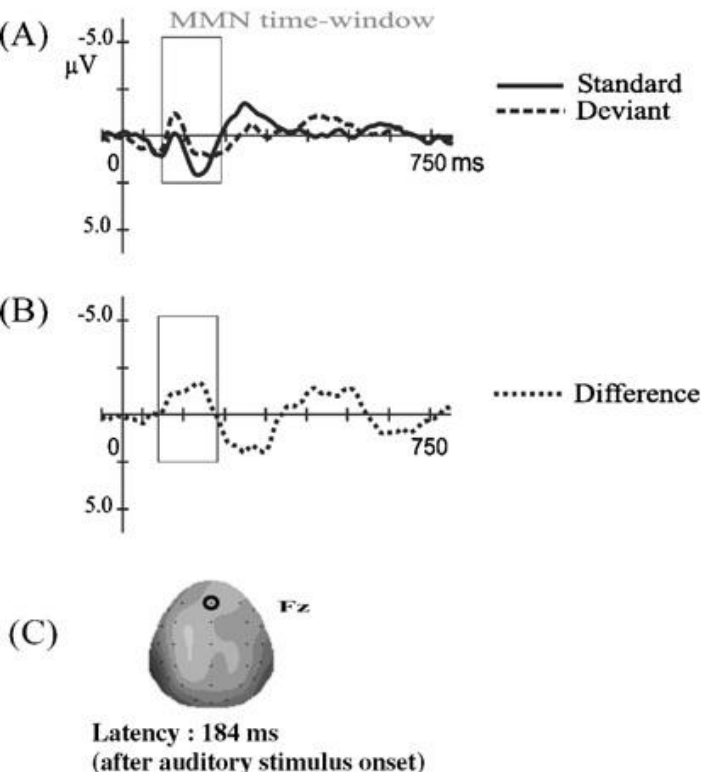 MMN time-window
(A)
-5.0
µV
Standard
Deviant
0
750 ms
5.0
(B)
-5.0
Difference
0
750
5.0
(C)
Fz
Latency : 184 ms
(after auditory stimulus onset)